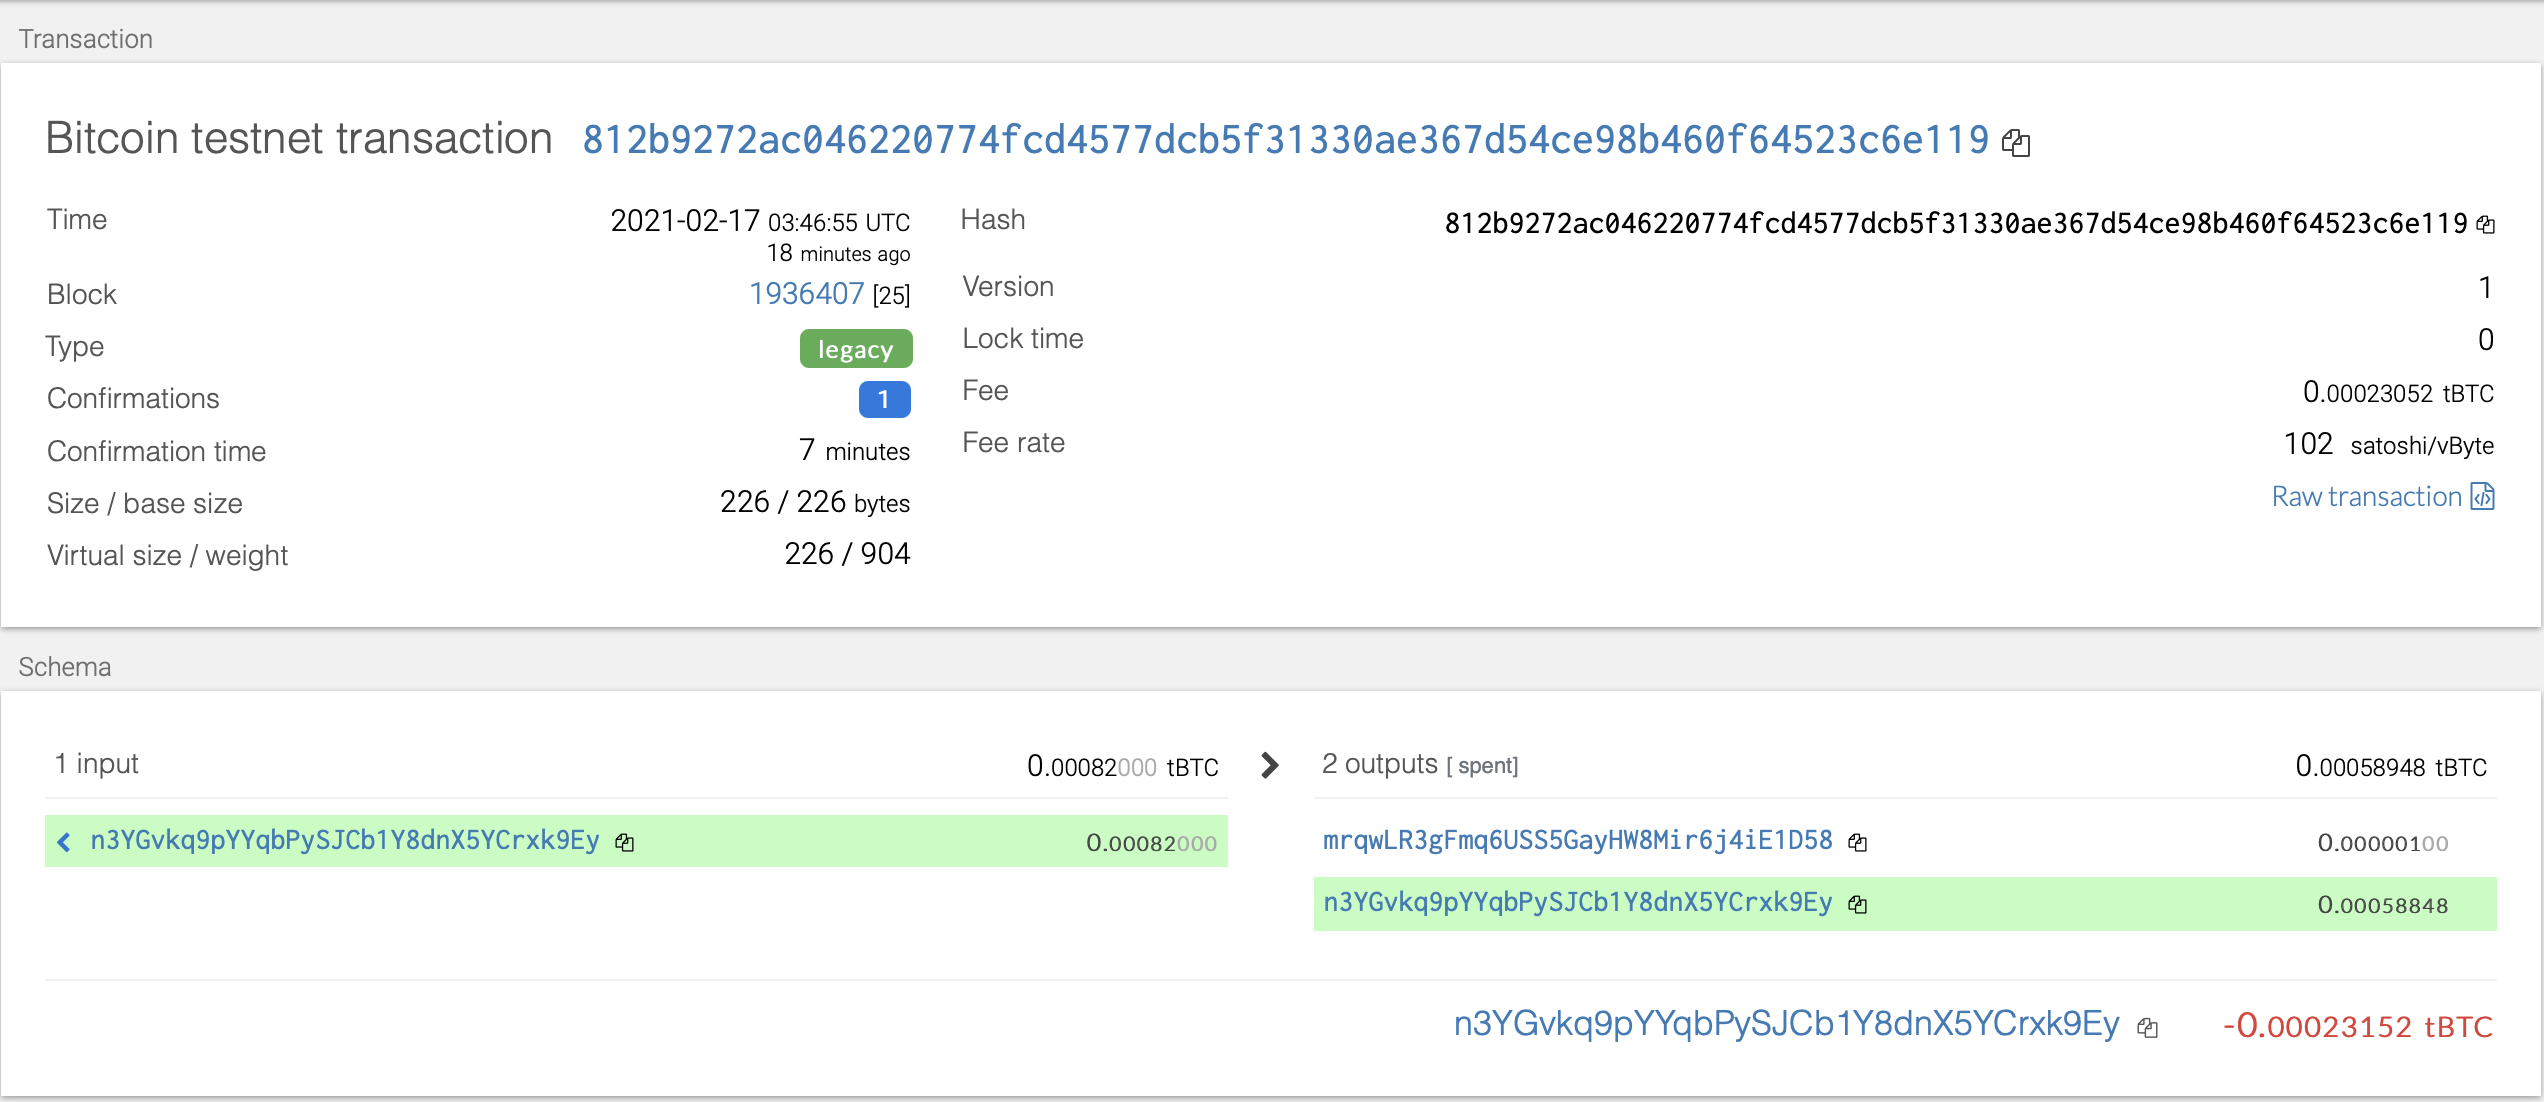 Transaction
Bitcoin testnet transaction 812b9272ac046220774fcd4577dcb5f31330ae367d54ce98b460f64523c6e119
Time 2021-02-17 03:46:55 UTC
18 minutes ago
Block 1936407 [25]
Type legacy
Confirmations 1
Confirmation time 7 minutes
Size / base size 226 / 226 bytes
Virtual size / weight 226 / 904
Hash 812b9272ac046220774fcd4577dcb5f31330ae367d54ce98b460f64523c6e119
Version 1
Lock time 0
Fee 0.00023052 tBTC
Fee rate 102 satoshi/vByte
Raw transaction
Schema
1 input 0.00082000 tBTC
n3YGvkq9pYYqbPySJCb1Y8dnX5YCrxk9Ey 0.00082000
2 outputs [ spent] 0.00058948 tBTC
mrqwLR3gFmq6USS5GayHW8Mir6j4iE1D58 0.00000100
n3YGvkq9pYYqbPySJCb1Y8dnX5YCrxk9Ey 0.00058848
n3YGvkq9pYYqbPySJCb1Y8dnX5YCrxk9Ey -0.00023152 tBTC